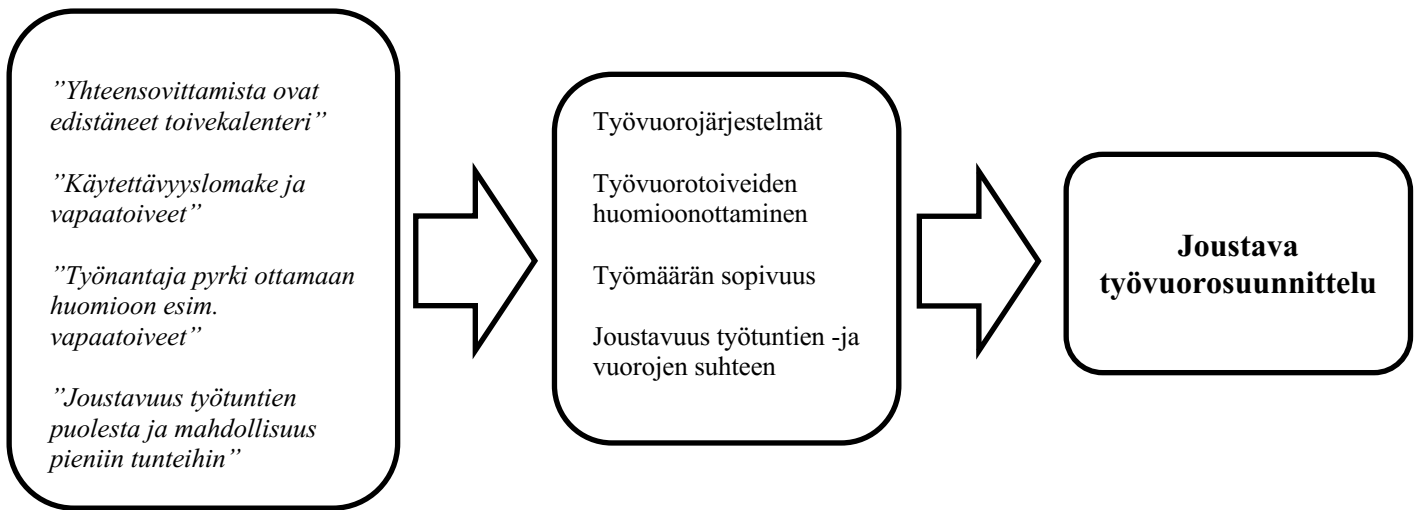 ”Yhteensovittamista ovat
edistäneet toivekalenteri”
”Käytettävyyslomake ja
vapaatoiveet”
”Työnantaja pyrki ottamaan
huomioon esim.
vapaatoiveet”
”Joustavuus työtuntien
puolesta ja mahdollisuus
pieniin tunteihin”
Työvuorojärjestelmät
Työvuorotoiveiden
huomioonottaminen
Työmäärän sopivuus
Joustavuus työtuntien -ja
vuorojen suhteen
Joustava
työvuorosuunnittelu